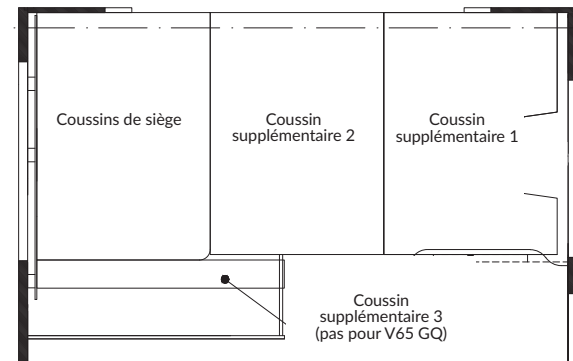 Coussins de siège
Coussin
supplémentaire 2
Coussin
supplémentaire 1
Coussin
supplémentaire 3
(pas pour V65 GQ)